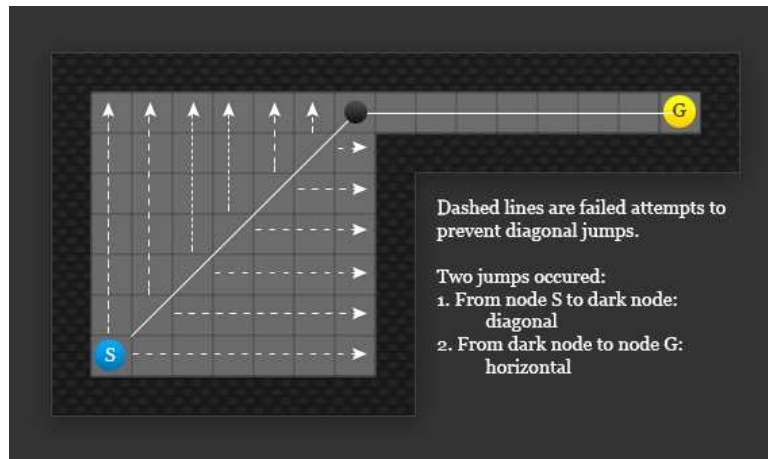 G
Dashed lines are failed attempts to
prevent diagonal jumps.
Two jumps occured:
1. From node S to dark node:
diagonal
2. From dark node to node G:
horizontal
S